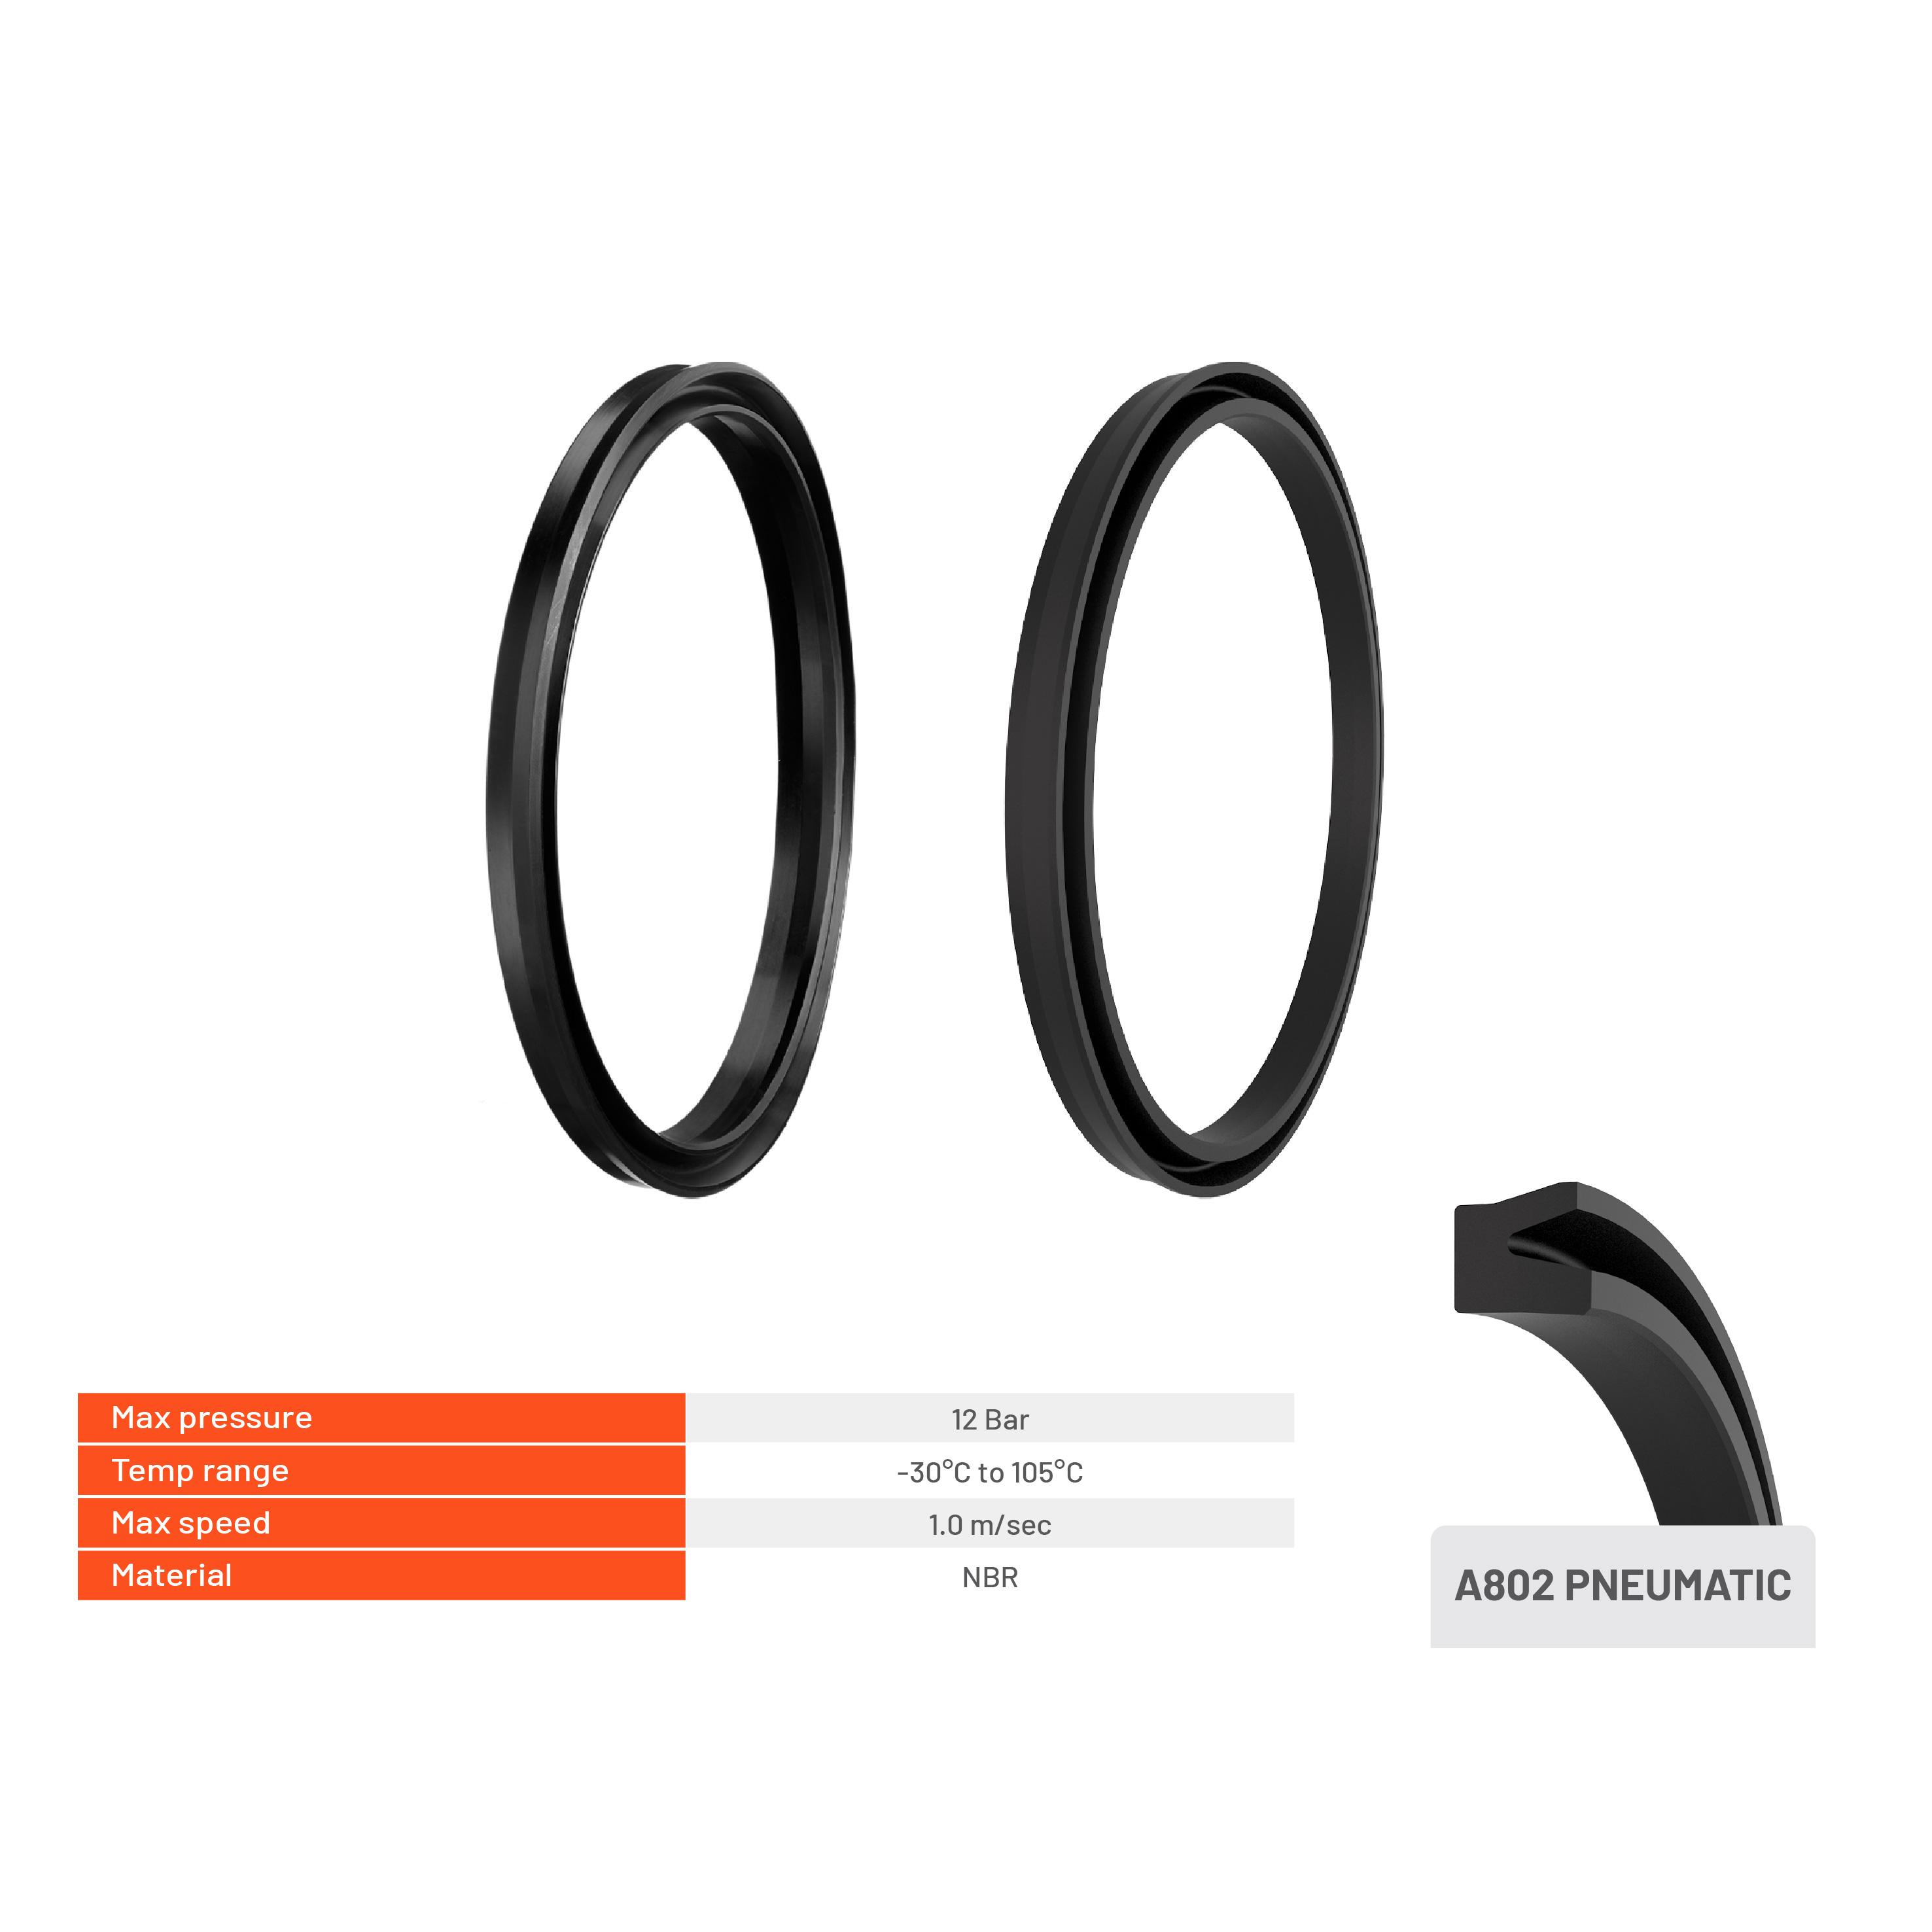 Max pressure 12 Bar
Temp range -30°C to 105°C
Max speed 1.0 m/sec
Material NBR
A802 PNEUMATIC